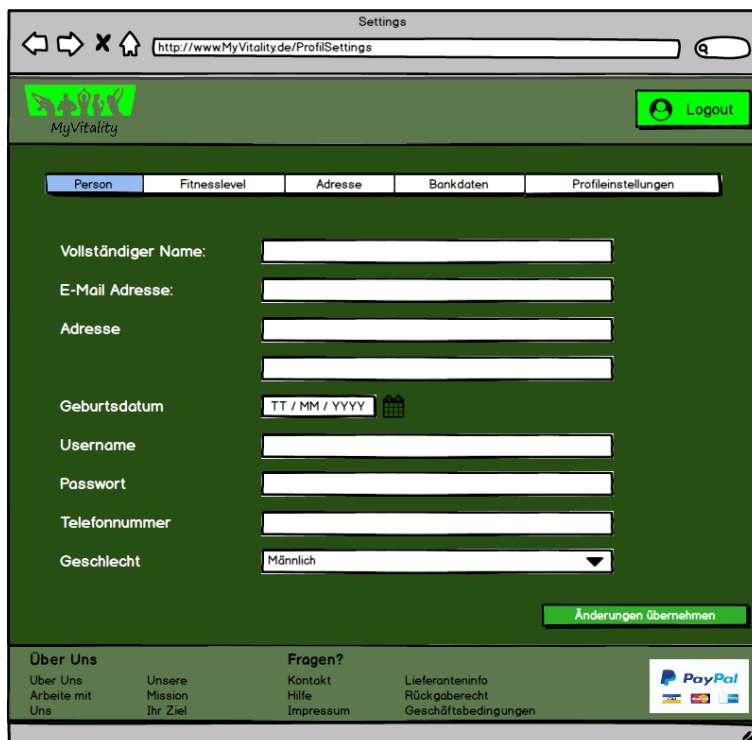 Settings
http://www.MyVitality.de/ProfilSettings
MyVitality
Logout
Person Fitnesslevel Adresse Bankdaten Profileinstellungen
Vollständiger Name:
E-Mail Adresse:
Adresse
Geburtsdatum TT / MM / YYYY
Username
Passwort
Telefonnummer
Geschlecht Männlich
Änderungen übernehmen
Über Uns Fragen?
Uber Uns Unsere Kontakt Lieferanteninfo
Arbeite mit Mission Hilfe Rückgaberecht
Uns Ihr Ziel Impressum Geschäftsbedingungen
PayPal